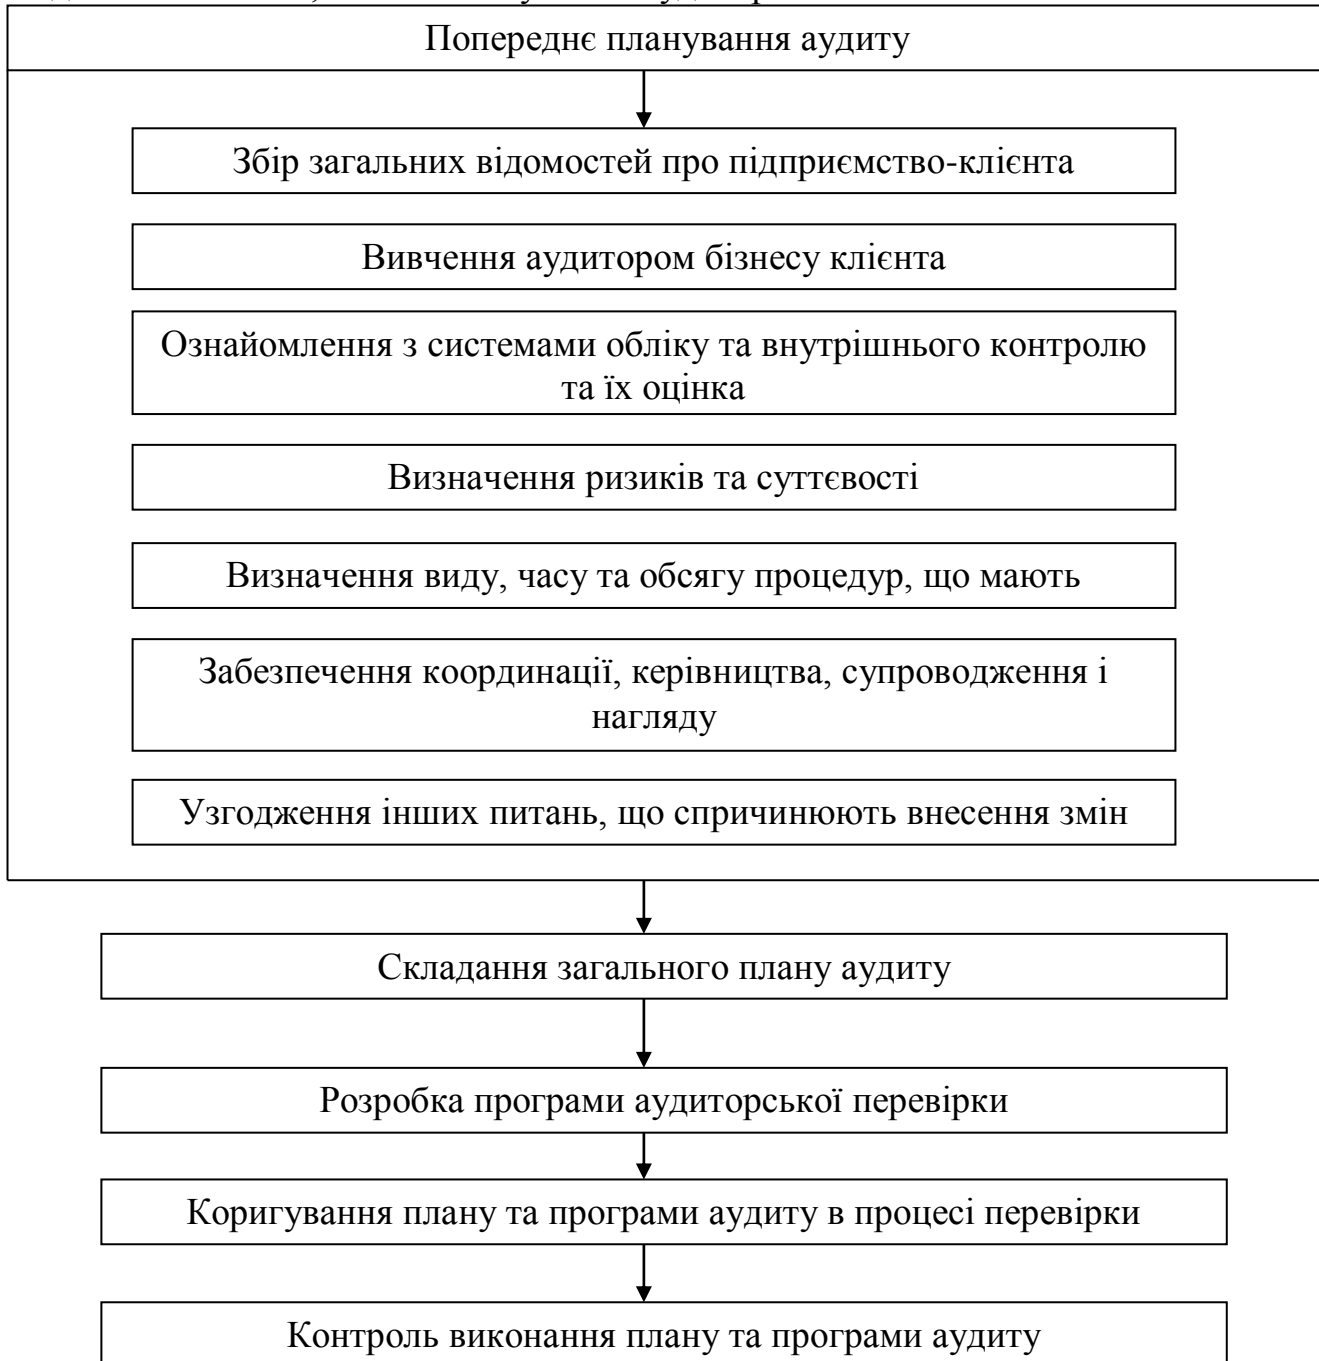 Попереднє планування аудиту
Збір загальних відомостей про підприємство-клієнта
Вивчення аудитором бізнесу клієнта
Ознайомлення з системами обліку та внутрішнього контролю
та їх оцінка
Визначення ризиків та суттєвості
Визначення виду, часу та обсягу процедур, що мають
Забезпечення координації, керівництва, супроводження і
нагляду
Узгодження інших питань, що спричинюють внесення змін
Складання загального плану аудиту
Розробка програми аудиторської перевірки
Коригування плану та програми аудиту в процесі перевірки
Контроль виконання плану та програми аудиту